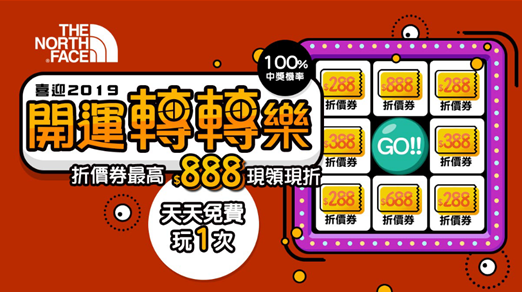 THE
NORTH
FACE
100%
中獎機率
喜迎2019
開運轉轉樂
折價券最高 $888 現領現折
天天免費
玩1次
$288 $888 $288
折價券 折價券 折價券
$388 GO!! $388
折價券 折價券
$288 $688 $288
折價券 折價券 折價券